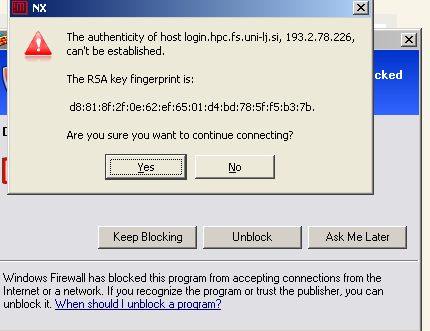 NX
The authenticity of host login.hpc.fs.uni-lj.si, 193.2.78.226,
can't be established.
The RSA key fingerprint is:
d8:81:8f:2f:0e:62:ef:65:01:d4:bd:78:5f:f5:b3:7b.
Are you sure you want to continue connecting?
Yes No
cked
D
Keep Blocking Unblock Ask Me Later
Windows Firewall has blocked this program from accepting connections from the
Internet or a network. If you recognize the program or trust the publisher, you can
unblock it. When should I unblock a program?